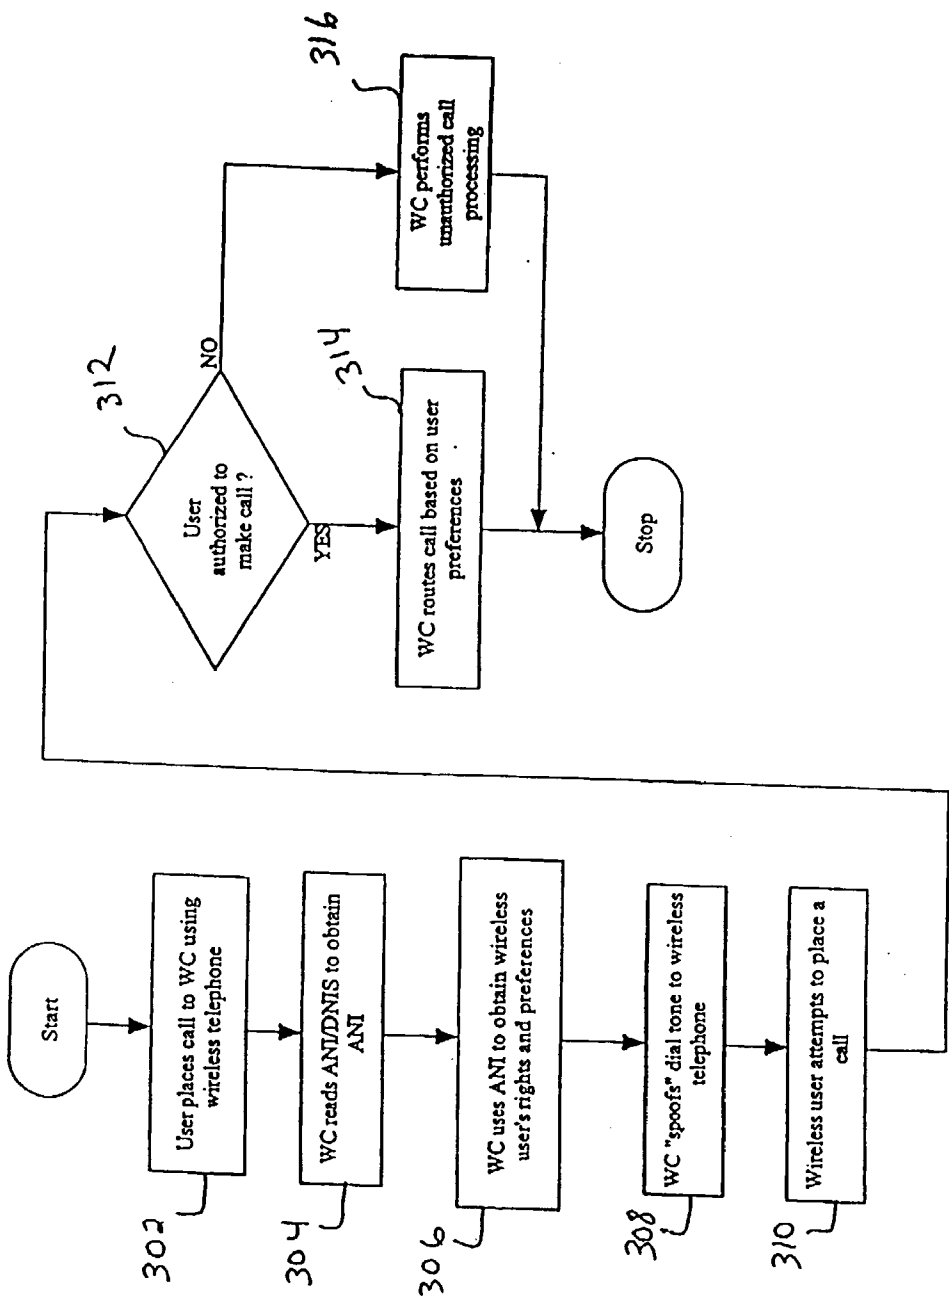 Start
302
User places call to WC using
wireless telephone
304
WC reads ANI/DNIS to obtain
ANI
306
WC uses ANI to obtain wireless
user's rights and preferences
308
WC "spoofs" dial tone to wireless
telephone
310
Wireless user attempts to place a
call
312
User
authorized to
make call ?
YES
NO
314
WC routes call based on user
preferences
316
WC performs
unauthorized call
processing
Stop